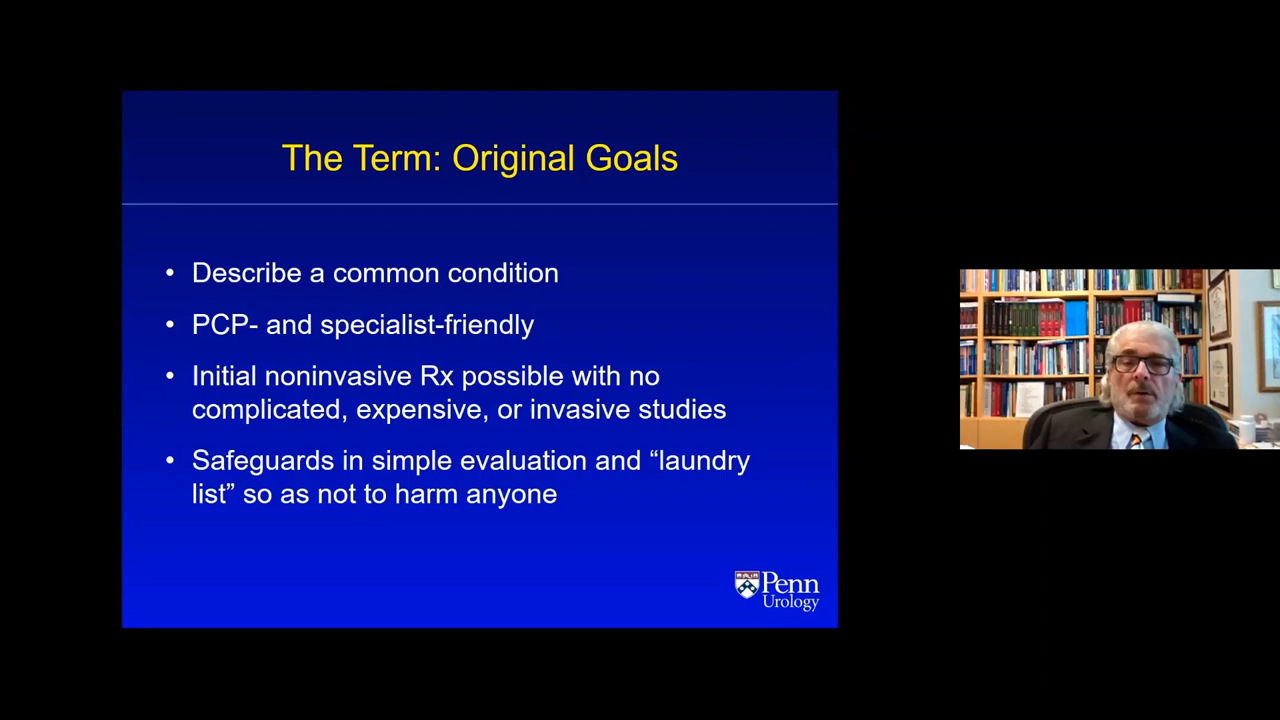 The Term: Original Goals
• Describe a common condition
• PCP- and specialist-friendly
• Initial noninvasive Rx possible with no
complicated, expensive, or invasive studies
• Safeguards in simple evaluation and “laundry
list” so as not to harm anyone
Penn
Urology